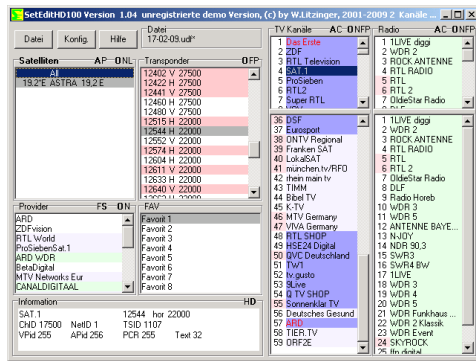 SetEditHD100 Version 1.04 unregistrierte demo Version, (c) by W.Litzinger, 2001-2009 2 Kanäle ...
Datei
Konfig.
Hilfe
Datei
17-02-09.udf*
Satelliten AP ONL
All
19.2°E ASTRA 19,2 E
Transponder OFP
12402 V 27500
12422 H 27500
12441 V 27500
12460 H 27500
12480 V 27500
12515 H 22000
12544 H 22000
12552 V 22000
12574 H 22000
12604 H 22000
12611 V 22000
12633 H 22000
12640 V 22000
Provider FS ON
ARD
ZDFvision
RTL World
ProSiebenSat.1
ARD WDR
BetaDigital
MTV Networks Eur
CANALDIGITAAL
FAV
Favorit 1
Favorit 2
Favorit 3
Favorit 4
Favorit 5
Favorit 6
Favorit 7
Favorit 8
Information HD
SAT.1 12544 hor 22000
CND 17500 NetID 1 TSID 1107
VPid 255 APid 256 PCR 255 Text 32
TV Kanäle AC ONFP
1 Das Erste
2 ZDF
3 RTL Television
4 SAT.1
5 ProSieben
6 RTL2
7 Super RTL
36 DSF
37 Eurosport
38 ONTV Regional
39 Franken SAT
40 LokalSAT
41 münchen.tv/RFO
42 rhein main tv
43 TIMM
44 Bibel TV
45 K-TV
46 MTV Germany
47 VIVA Germany
48 RTL SHOP
49 HSE24 Digital
50 QVC Deutschland
51 TW1
52 tv.gusto
53 9Live
54 Q TV SHOP
55 Sonnenklar TV
56 Deutsches Gesund
57 ARD
58 TIER.TV
59 ORF2E
Radio AC ONFP
1 1LIVE diggi
2 WDR 2
3 ROCK ANTENNE
4 RTL RADIO
5 RTL
6 RTL
7 OldieStar Radio
1 1LIVE diggi
2 WDR 2
3 ROCK ANTENNE
4 RTL RADIO
5 RTL
6 RTL
7 OldieStar Radio
8 DLF
9 Radio Horeb
10 WDR 3
11 WDR 5
12 ANTENNE BAYE...
13 N-JOY
14 NDR 90,3
15 SWR3
16 SWR4 BW
17 1LIVE
18 WDR 3
19 WDR 4
20 WDR 5
21 WDR Funkhaus ...
22 WDR 2 Klassik
23 WDR Event
24 SKYROCK
25 ffn digital